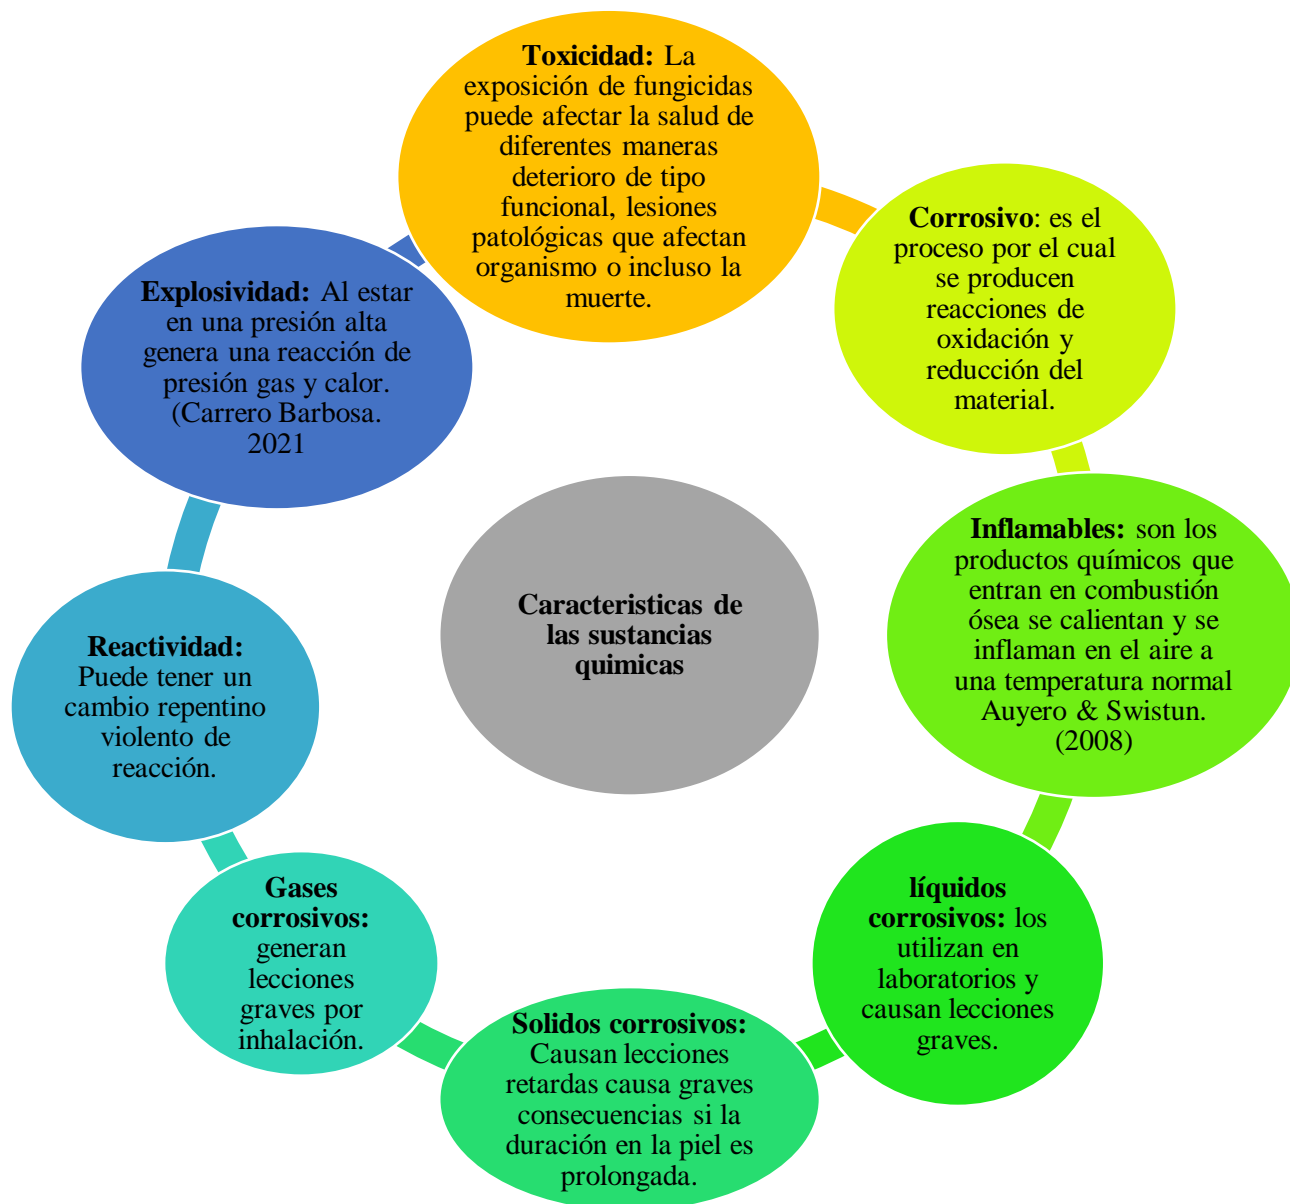 Toxicidad: La
exposición de fungicidas
puede afectar la salud de
diferentes maneras
deterioro de tipo
funcional, lesiones
patológicas que afectan
organismo o incluso la
muerte.
Corrosivo: es el
proceso por el cual
se producen
reacciones de
oxidación y
reducción del
material.
Inflamables: son los
productos químicos que
entran en combustión
ósea se calientan y se
inflaman en el aire a
una temperatura normal
Auyero & Swistun.
(2008)
líquidos
corrosivos: los
utilizan en
laboratorios y
causan lecciones
graves.
Solidos corrosivos:
Causan lecciones
retardas causa graves
consecuencias si la
duración en la piel es
prolongada.
Gases
corrosivos:
generan
lecciones
graves por
inhalación.
Reactividad:
Puede tener un
cambio repentino
violento de
reacción.
Explosividad: Al estar
en una presión alta
genera una reacción de
presión gas y calor.
(Carrero Barbosa.
2021
Caracteristicas de
las sustancias
quimicas